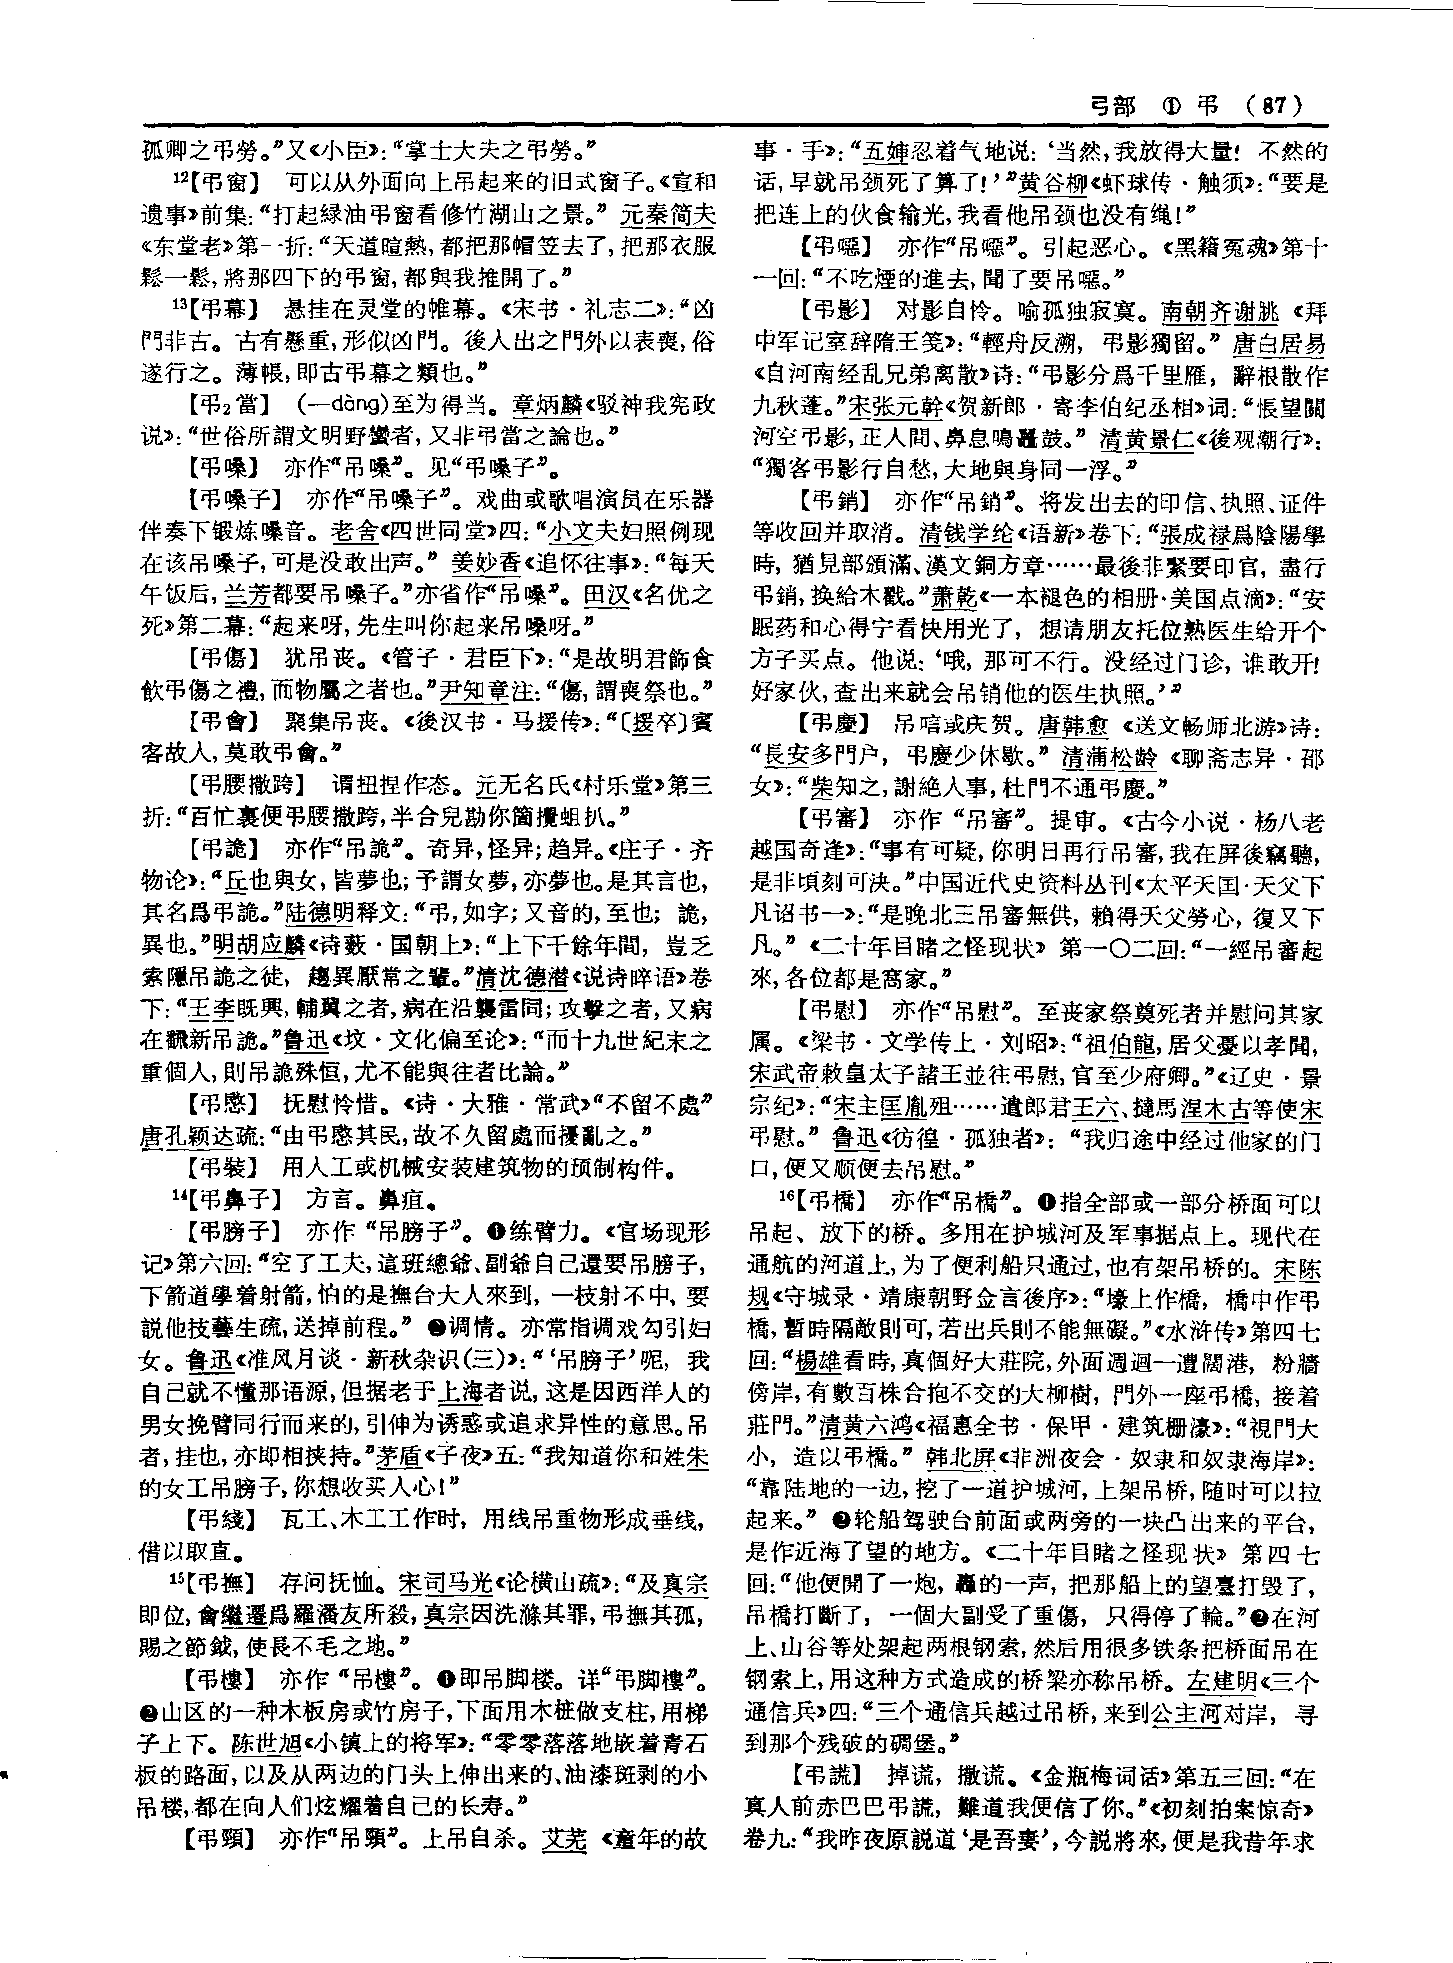 弓部 ① 弔 (87)
孤卿之弔勞。”又《小臣》：“掌士大夫之弔勞。”
12【弔窗】 可以从外面向上吊起来的旧式窗子。《宣和
遗事》前集：“打起緑油弔窗看修竹湖山之景。” 元秦简夫
《东堂老》第一折：“天道暄熱，都把那帽笠去了，把那衣服
鬆一鬆，將那四下的弔窗，都與我推開了。”
13【弔幕】 悬挂在灵堂的帷幕。《宋书·礼志二》：“凶
門非古。古有懸重，形似凶門。後人出之門外以表喪，俗
遂行之。薄帳，即古弔幕之類也。”
【弔2當】 (—dàng)至为得当。章炳麟《驳神我宪政
说》：“世俗所謂文明野蠻者，又非弔當之論也。”
【弔嗓】 亦作“吊嗓”。见“弔嗓子”。
【弔嗓子】 亦作“吊嗓子”。戏曲或歌唱演员在乐器
伴奏下锻炼嗓音。老舍《四世同堂》四：“小文夫妇照例现
在该吊嗓子，可是没敢出声。” 姜妙香《追怀往事》：“每天
午饭后，兰芳都要吊嗓子。”亦省作“吊嗓”。田汉《名优之
死》第二幕：“起来呀，先生叫你起来吊嗓呀。”
【弔傷】 犹吊丧。《管子·君臣下》：“是故明君飾食
飲弔傷之禮，而物屬之者也。”尹知章注：“傷，謂喪祭也。”
【弔會】 聚集吊丧。《後汉书·马援传》：“〔援卒〕賓
客故人，莫敢弔會。”
【弔腰撒跨】 谓扭捏作态。元无名氏《村乐堂》第三
折：“百忙裏便弔腰撒跨，半合兒勘你箇攪蛆扒。”
【弔詭】 亦作“吊詭”。奇异，怪异；趋异。《庄子·齐
物论》：“丘也與女，皆夢也；予謂女夢，亦夢也。是其言也，
其名爲弔詭。”陆德明释文：“弔，如字；又音的，至也；詭，
異也。”明胡应麟《诗薮·国朝上》：“上下千餘年間，豈乏
索隱吊詭之徒，趨異厭常之輩。”清沈德潜《说诗晬语》卷
下：“王李既興，輔翼之者，病在沿襲雷同；攻擊之者，又病
在翻新吊詭。”鲁迅《坟·文化偏至论》：“而十九世紀末之
重個人，則吊詭殊恒，尤不能與往者比論。”
【弔愍】 抚慰怜惜。《诗·大雅·常武》“不留不處”
唐孔颖达疏：“由弔愍其民，故不久留處而擾亂之。”
【弔裝】 用人工或机械安装建筑物的预制构件。
14【弔鼻子】 方言。鼻疽。
【弔膀子】 亦作“吊膀子”。❶练臂力。《官场现形
记》第六回：“空了工夫，這班總爺、副爺自己還要吊膀子，
下箭道學着射箭，怕的是撫台大人來到，一枝射不中，要
説他技藝生疏，送掉前程。” ❷调情。亦常指调戏勾引妇
女。鲁迅《准风月谈·新秋杂识(三)》：“‘吊膀子’呢，我
自己就不懂那语源，但据老于上海者说，这是因西洋人的
男女挽臂同行而来的，引伸为诱惑或追求异性的意思。吊
者，挂也，亦即相挟持。”茅盾《子夜》五：“我知道你和姓朱
的女工吊膀子，你想收买人心！”
【弔綫】 瓦工、木工工作时，用线吊重物形成垂线，
借以取直。
15【弔撫】 存问抚恤。宋司马光《论横山疏》：“及真宗
即位，會繼遷爲羅潘支所殺，真宗因洗滌其罪，弔撫其孤，
賜之節鉞，使長不毛之地。”
【弔樓】 亦作“吊樓”。❶即吊脚楼。详“弔脚樓”。
❷山区的一种木板房或竹房子，下面用木桩做支柱，用梯
子上下。陈世旭《小镇上的将军》：“零零落落地嵌着青石
板的路面，以及从两边的门头上伸出来的、油漆斑剥的小
吊楼，都在向人们炫耀着自己的长寿。”
【弔頸】 亦作“吊頸”。上吊自杀。艾芜《童年的故
事·手》：“五婶忍着气地说：‘当然，我放得大量！不然的
话，早就吊颈死了算了！’”黄谷柳《虾球传·触须》：“要是
把连上的伙食输光，我看他吊颈也没有绳！”
【弔噁】 亦作“吊噁”。引起恶心。《黑籍冤魂》第十
一回：“不吃煙的進去，聞了要吊噁。”
【弔影】 对影自怜。喻孤独寂寞。南朝齐谢朓《拜
中军记室辞隋王笺》：“輕舟反溯，弔影獨留。” 唐白居易
《自河南经乱兄弟离散》诗：“弔影分爲千里雁，辭根散作
九秋蓬。”宋张元幹《贺新郎·寄李伯纪丞相》词：“悵望關
河空弔影，正人間、鼻息鳴鼉鼓。” 清黄景仁《後观潮行》：
“獨客弔影行自愁，大地與身同一浮。”
【弔銷】 亦作“吊銷”。将发出去的印信、执照、证件
等收回并取消。清钱学纶《语新》卷下：“張成禄爲陰陽學
時，猶見部頒滿、漢文銅方章……最後非緊要印官，盡行
弔銷，换給木戳。”萧乾《一本褪色的相册·美国点滴》：“安
眠药和心得宁看快用光了，想请朋友托位熟医生给开个
方子买点。他说：‘哦，那可不行。没经过门诊，谁敢开！
好家伙，查出来就会吊销他的医生执照。’”
【弔慶】 吊唁或庆贺。唐韩愈《送文畅师北游》诗：
“長安多門户，弔慶少休歇。” 清蒲松龄《聊斋志异·邵
女》：“柴知之，謝絶人事，杜門不通弔慶。”
【弔審】 亦作“吊審”。提审。《古今小说·杨八老
越国奇逢》：“事有可疑，你明日再行吊審，我在屏後竊聽，
是非頃刻可决。”中国近代史资料丛刊《太平天囯·天父下
凡诏书一》：“是晚北王吊審無供，賴得天父勞心，復又下
凡。”《二十年目睹之怪现状》第一〇二回：“一經吊審起
來，各位都是窩家。”
【弔慰】 亦作“吊慰”。至丧家祭奠死者并慰问其家
属。《梁书·文学传上·刘昭》：“祖伯龍，居父憂以孝聞，
宋武帝敕皇太子諸王並往弔慰，官至少府卿。”《辽史·景
宗纪》：“宋主匡胤殂……遣郎君王六、撻馬涅木古等使宋
弔慰。” 鲁迅《彷徨·孤独者》：“我归途中经过他家的门
口，便又顺便去吊慰。”
16【弔橋】 亦作“吊橋”。❶指全部或一部分桥面可以
吊起、放下的桥。多用在护城河及军事据点上。现代在
通航的河道上，为了便利船只通过，也有架吊桥的。宋陈
规《守城录·靖康朝野佥言後序》：“壕上作橋，橋中作弔
橋，暫時隔敵則可，若出兵則不能無礙。”《水浒传》第四七
回：“楊雄看時，真個好大莊院，外面週迴一遭闊港，粉牆
傍岸，有數百株合抱不交的大柳樹，門外一座弔橋，接着
莊門。”清黄六鸿《福惠全书·保甲·建筑栅濠》：“視門大
小，造以弔橋。” 韩北屏《非洲夜会·奴隶和奴隶海岸》：
“靠陆地的一边，挖了一道护城河，上架吊桥，随时可以拉
起来。” ❷轮船驾驶台前面或两旁的一块凸出来的平台，
是作近海了望的地方。《二十年目睹之怪现状》第四七
回：“他便開了一炮，轟的一声，把那船上的望臺打毁了，
吊橋打斷了，一個大副受了重傷，只得停了輪。”❷在河
上、山谷等处架起两根钢索，然后用很多铁条把桥面吊在
钢索上，用这种方式造成的桥梁亦称吊桥。左建明《三个
通信兵》四：“三个通信兵越过吊桥，来到公主河对岸，寻
到那个残破的碉堡。”
【弔謊】 掉谎，撒谎。《金瓶梅词话》第五三回：“在
真人前赤巴巴弔謊，難道我便信了你。”《初刻拍案惊奇》
卷九：“我昨夜原説道‘是吾妻’，今説將來，便是我昔年求